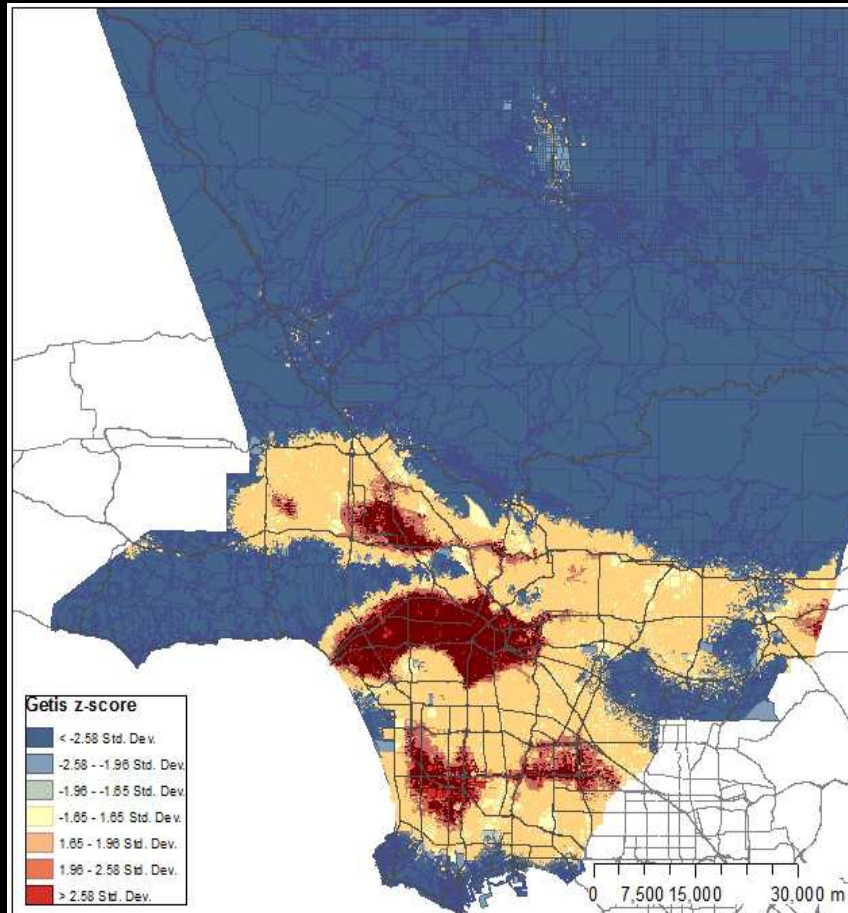 Getis z-score
< -2.58 Std. Dev.
-2.58 - -1.96 Std. Dev.
-1.96 - -1.65 Std. Dev.
-1.65 - 1.65 Std. Dev.
1.65 - 1.96 Std. Dev.
1.96 - 2.58 Std. Dev.
> 2.58 Std. Dev.
0 7,500 15,000 30,000 m